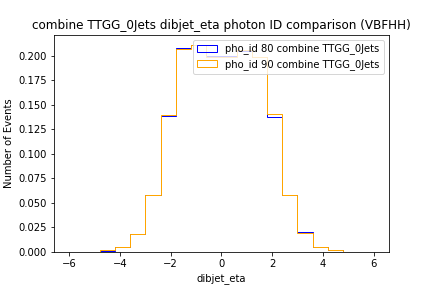 combine TTGG_0Jets dibjet_eta photon ID comparison (VBFHH)
pho_id 80 combine TTGG_0Jets
pho_id 90 combine TTGG_0Jets
Number of Events
0.200
0.175
0.150
0.125
0.100
0.075
0.050
0.025
0.000
−6 −4 −2 0 2 4 6
dibjet_eta